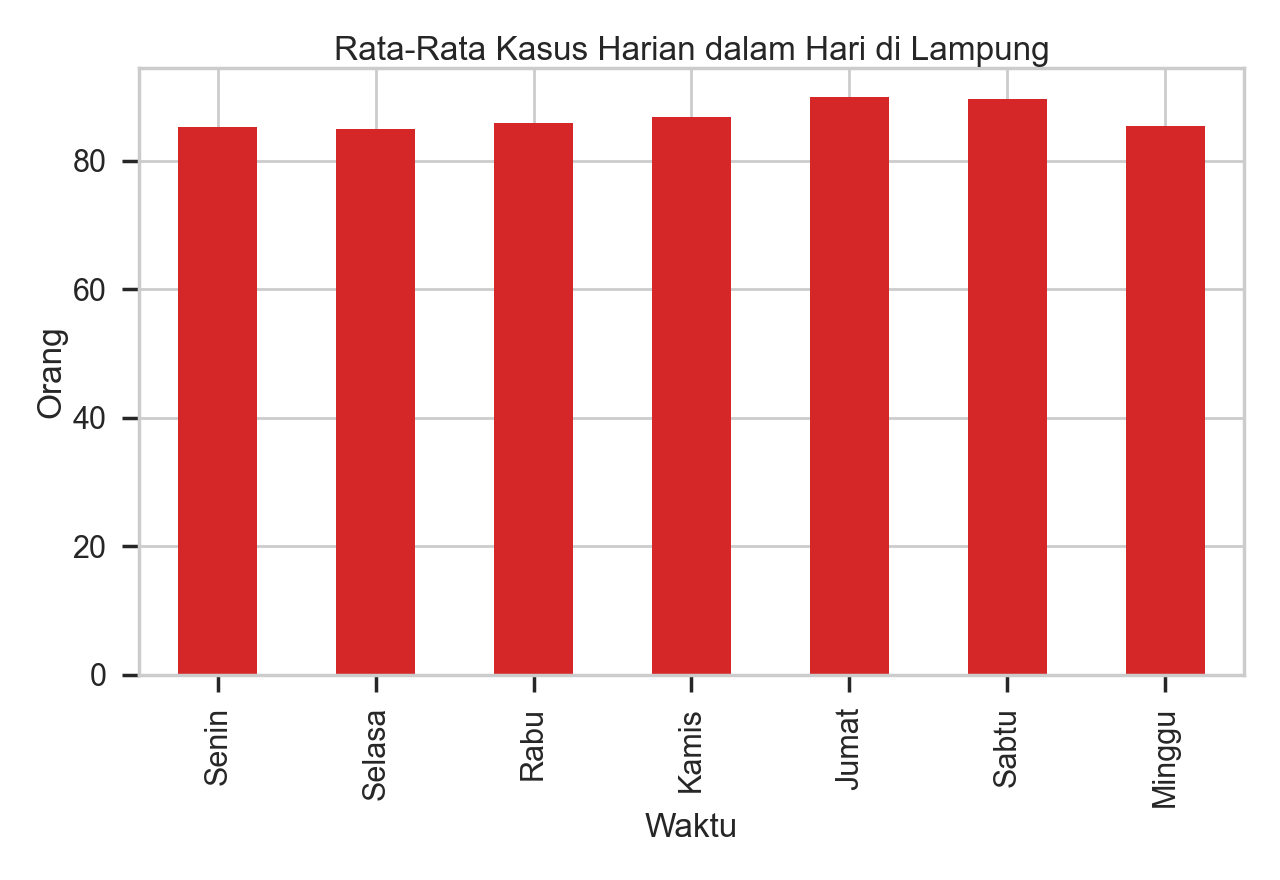 Rata-Rata Kasus Harian dalam Hari di Lampung
Orang
80
60
40
20
0
Senin
Selasa
Rabu
Kamis
Jumat
Sabtu
Minggu
Waktu